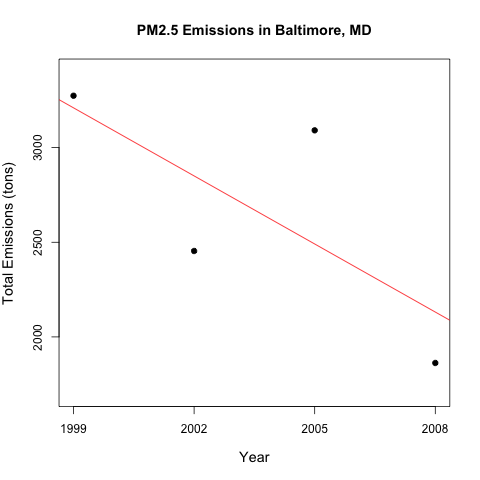 PM2.5 Emissions in Baltimore, MD
Total Emissions (tons)
3000
2500
2000
1999 2002 2005 2008
Year